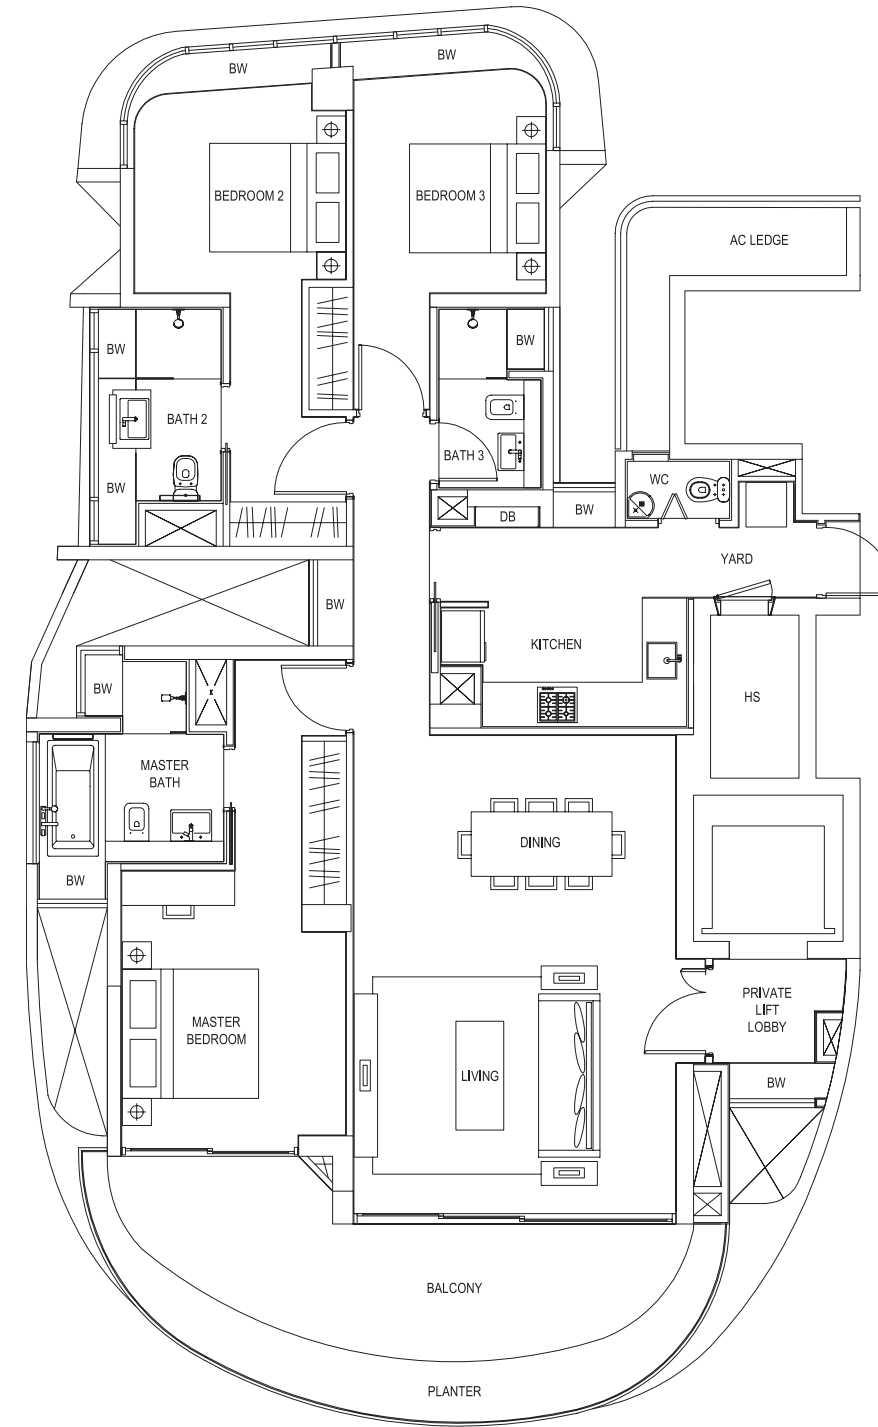 BW
BW
BEDROOM 2
BEDROOM 3
AC LEDGE
BW
BW
BATH 2
BATH 3
WC
BW
DB
BW
YARD
BW
KITCHEN
BW
HS
MASTER
BATH
DINING
BW
PRIVATE
LIFT
LOBBY
MASTER
BEDROOM
LIVING
BW
BALCONY
PLANTER